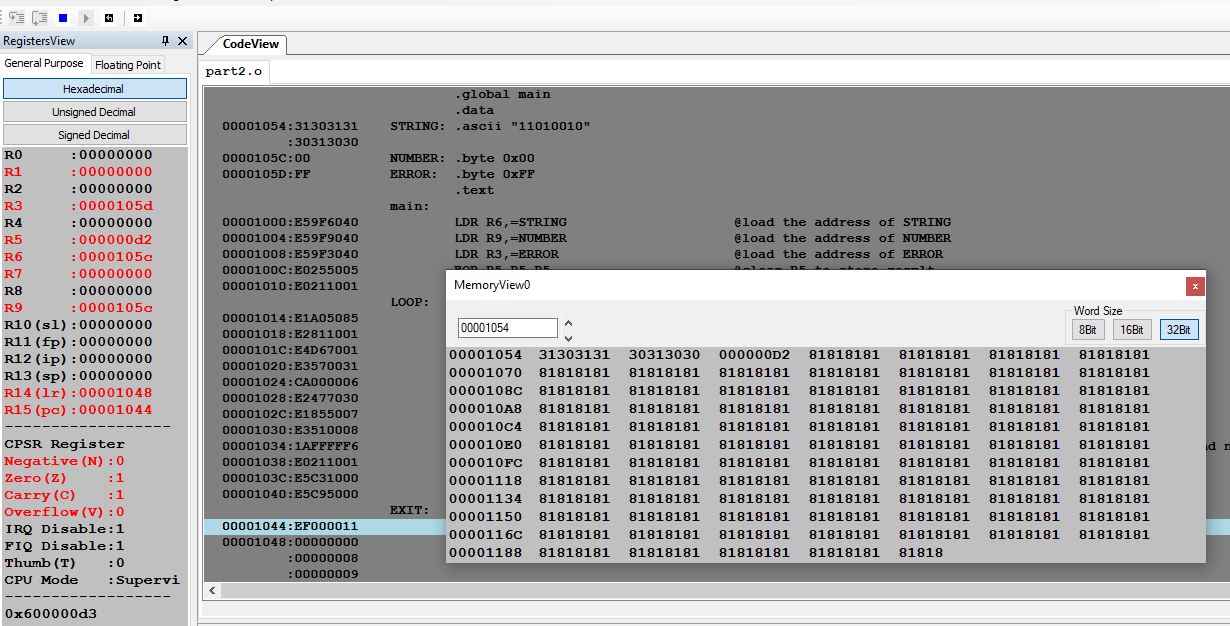 RegistersView
CodeView
General Purpose Floating Point
part2.o
Hexadecimal
Unsigned Decimal
Signed Decimal
R0 :00000000
R1 :00000000
R2 :00000000
R3 :0000105d
R4 :00000000
R5 :000000d2
R6 :0000105c
R7 :00000000
R8 :00000000
R9 :0000105c
R10(sl):00000000
R11(fp):00000000
R12(ip):00000000
R13(sp):00000000
R14(lr):00001048
R15(pc):00001044
-------------------
CPSR Register
Negative(N):0
Zero(Z) :1
Carry(C) :1
Overflow(V):0
IRQ Disable:1
FIQ Disable:1
Thumb(T) :0
CPU Mode :Supervi
-------------------
0x600000d3
.global main
.data
00001054:31303131 STRING: .ascii "11010010"
:30313030
0000105C:00 NUMBER: .byte 0x00
0000105D:FF ERROR: .byte 0xFF
.text
main:
00001000:E59F6040 LDR R6,=STRING @load the address of STRING
00001004:E59F9040 LDR R9,=NUMBER @load the address of NUMBER
00001008:E59F3040 LDR R3,=ERROR @load the address of ERROR
0000100C:E0255005
00001010:E0211001
LOOP:
00001014:E1A05085
00001018:E2811001
0000101C:E4D67001
00001020:E3570031
00001024:CA000006
00001028:E2477030
0000102C:E1855007
00001030:E3510008
00001034:1AFFFFF6
00001038:E0211001
0000103C:E5C31000
00001040:E5C95000
EXIT:
00001044:EF000011
00001048:00000000
:00000008
:00000009
MemoryView0
00001054
Word Size
8Bit 16Bit 32Bit
00001054 31303131 30313030 000000D2 81818181 81818181 81818181 81818181
00001070 81818181 81818181 81818181 81818181 81818181 81818181 81818181
0000108C 81818181 81818181 81818181 81818181 81818181 81818181 81818181
000010A8 81818181 81818181 81818181 81818181 81818181 81818181 81818181
000010C4 81818181 81818181 81818181 81818181 81818181 81818181 81818181
000010E0 81818181 81818181 81818181 81818181 81818181 81818181 81818181
000010FC 81818181 81818181 81818181 81818181 81818181 81818181 81818181
00001118 81818181 81818181 81818181 81818181 81818181 81818181 81818181
00001134 81818181 81818181 81818181 81818181 81818181 81818181 81818181
00001150 81818181 81818181 81818181 81818181 81818181 81818181 81818181
0000116C 81818181 81818181 81818181 81818181 81818181 81818181 81818181
00001188 81818181 81818181 81818181 81818181 81818